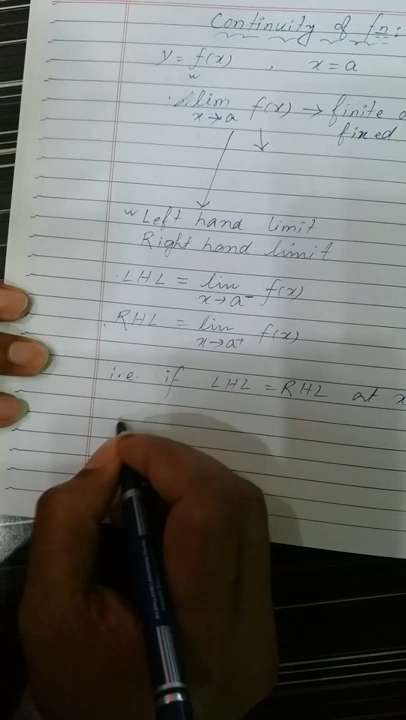 Continuity of fn:
y = f(x) , x = a
lim x→a f(x) → finite
fixed
Left hand limit
Right hand limit
LHL = lim x→a⁻ f(x)
RHL = lim x→a⁺ f(x)
i.e. if LHL = RHL at x